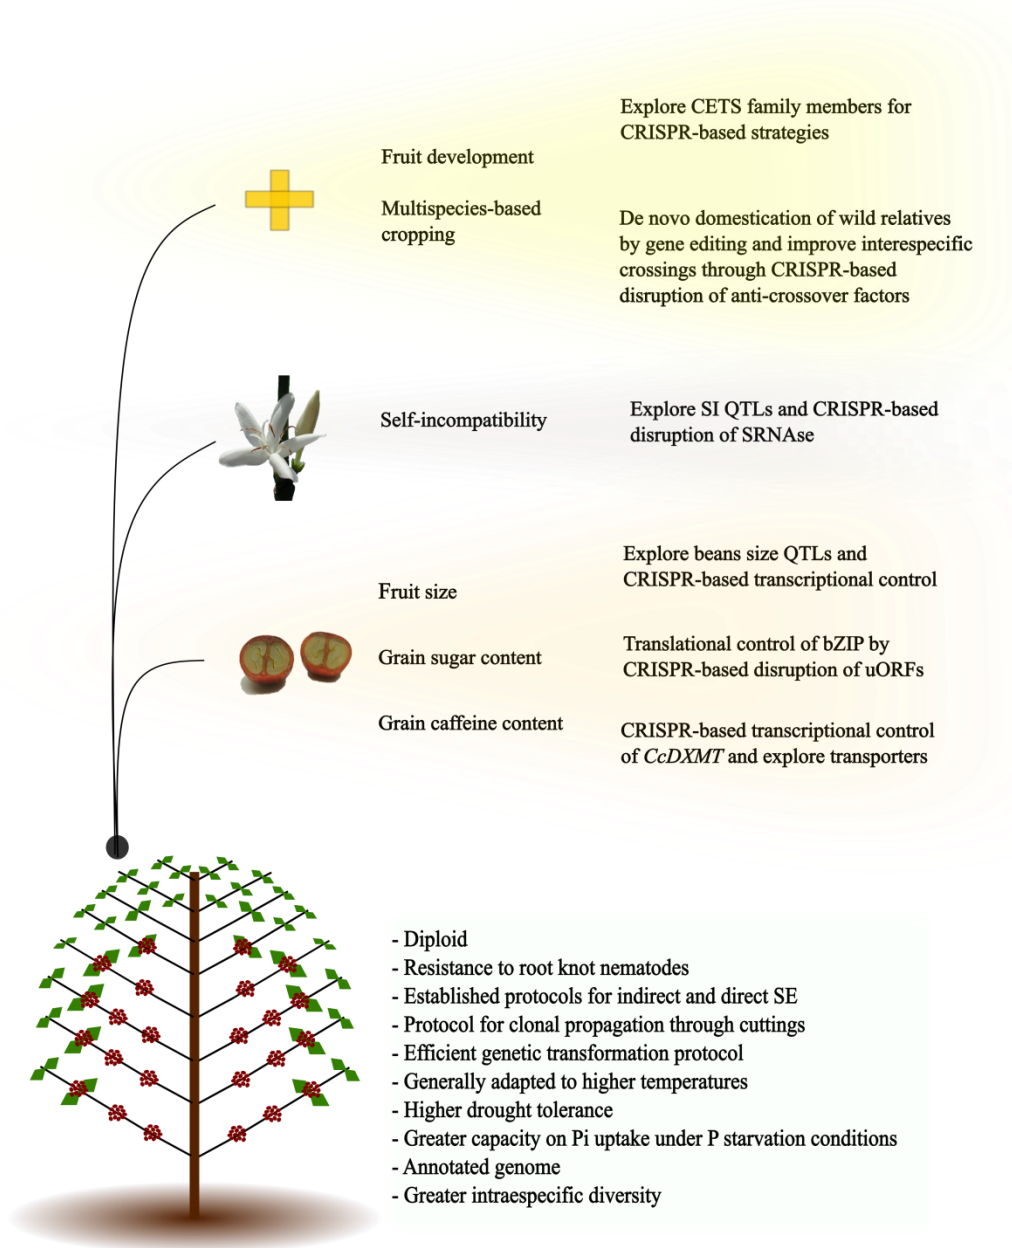 Explore CETS family members for
CRISPR-based strategies
Fruit development
Multispecies-based
cropping
De novo domestication of wild relatives
by gene editing and improve interespecific
crossings through CRISPR-based
disruption of anti-crossover factors
Self-incompatibility
Explore SI QTLs and CRISPR-based
disruption of SRNAse
Explore beans size QTLs and
CRISPR-based transcriptional control
Fruit size
Translational control of bZIP by
CRISPR-based disruption of uORFs
Grain sugar content
Grain caffeine content
CRISPR-based transcriptional control
of CcDXMT and explore transporters
- Diploid
- Resistance to root knot nematodes
- Established protocols for indirect and direct SE
- Protocol for clonal propagation through cuttings
- Efficient genetic transformation protocol
- Generally adapted to higher temperatures
- Higher drought tolerance
- Greater capacity on Pi uptake under P starvation conditions
- Annotated genome
- Greater intraespecific diversity